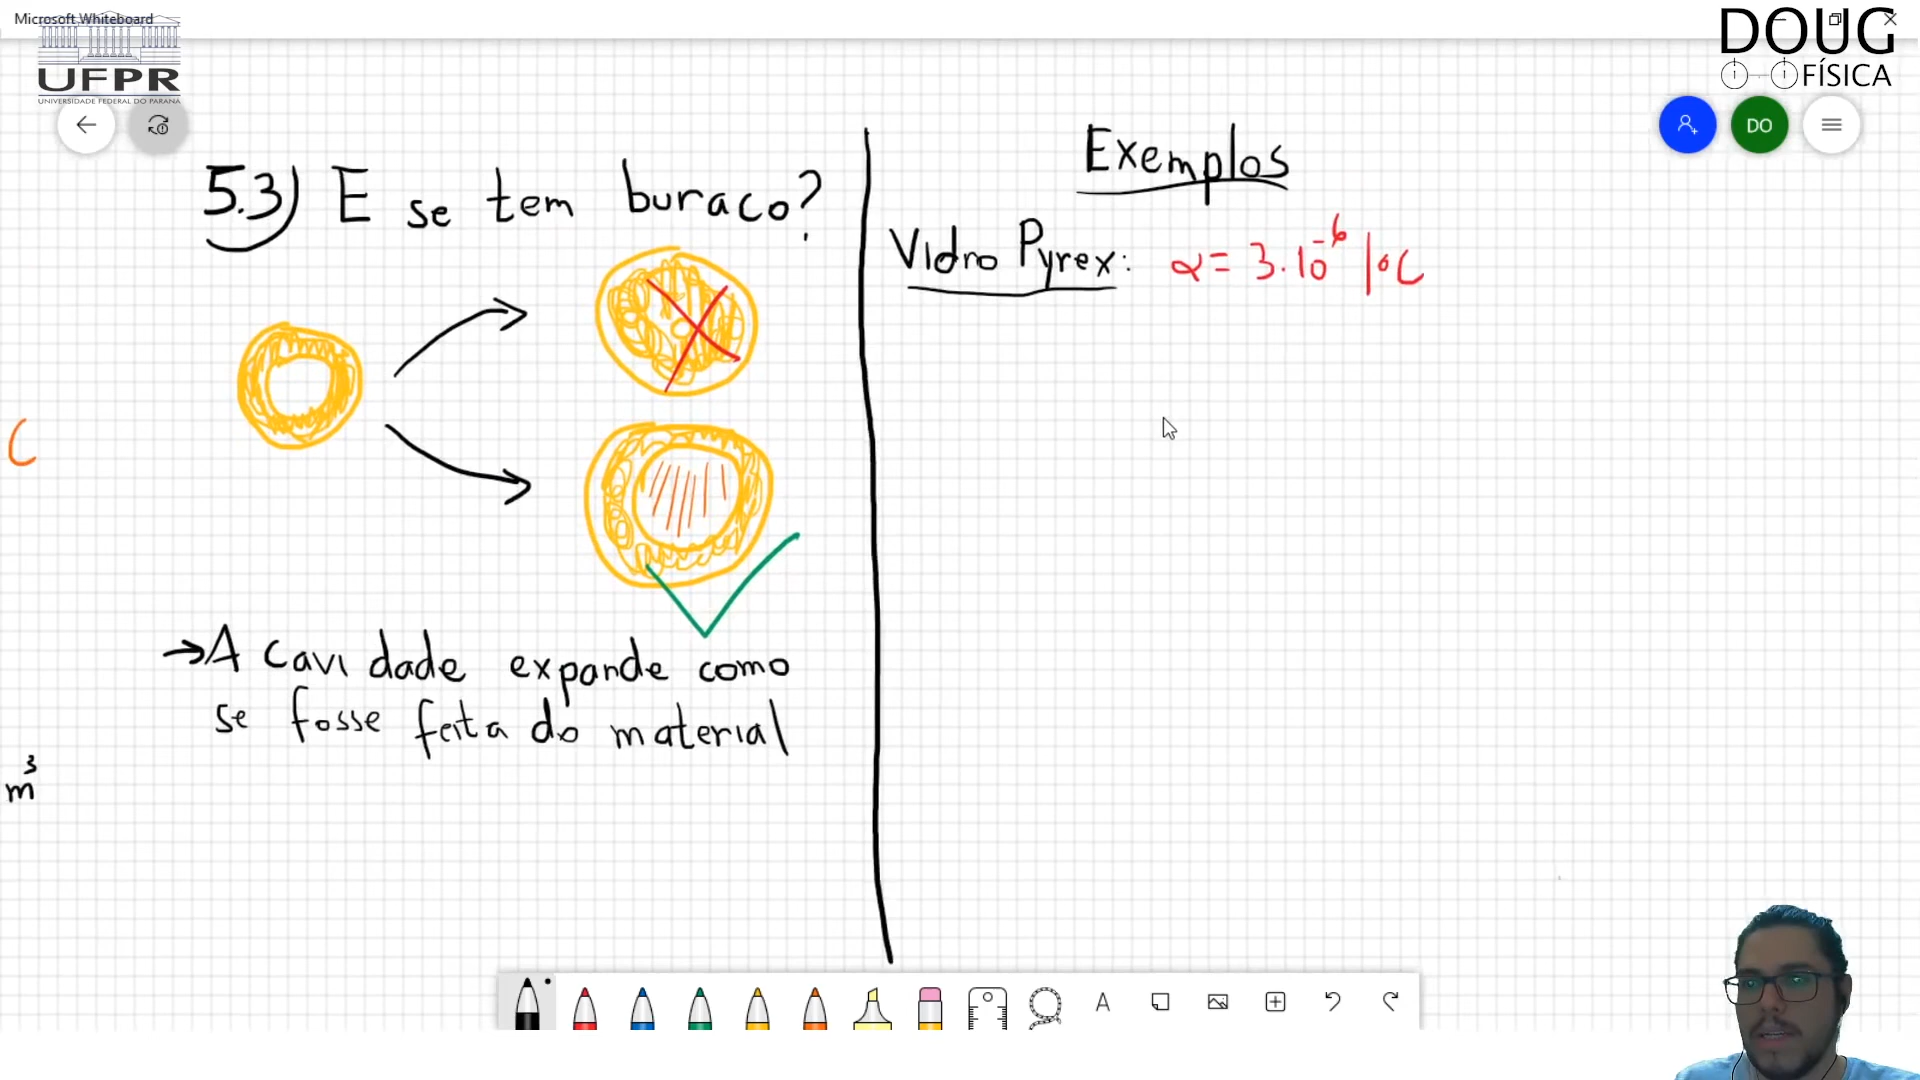 Microsoft Whiteboard
UFPR
UNIVERSIDADE FEDERAL DO PARANÁ
DOUG
FÍSICA
DO
5.3) E se tem buraco?
C
→A cavidade expande como
se fosse feita do material
m³
Exemplos
Vidro Pyrex: α = 3.10⁻⁶ /°C
A